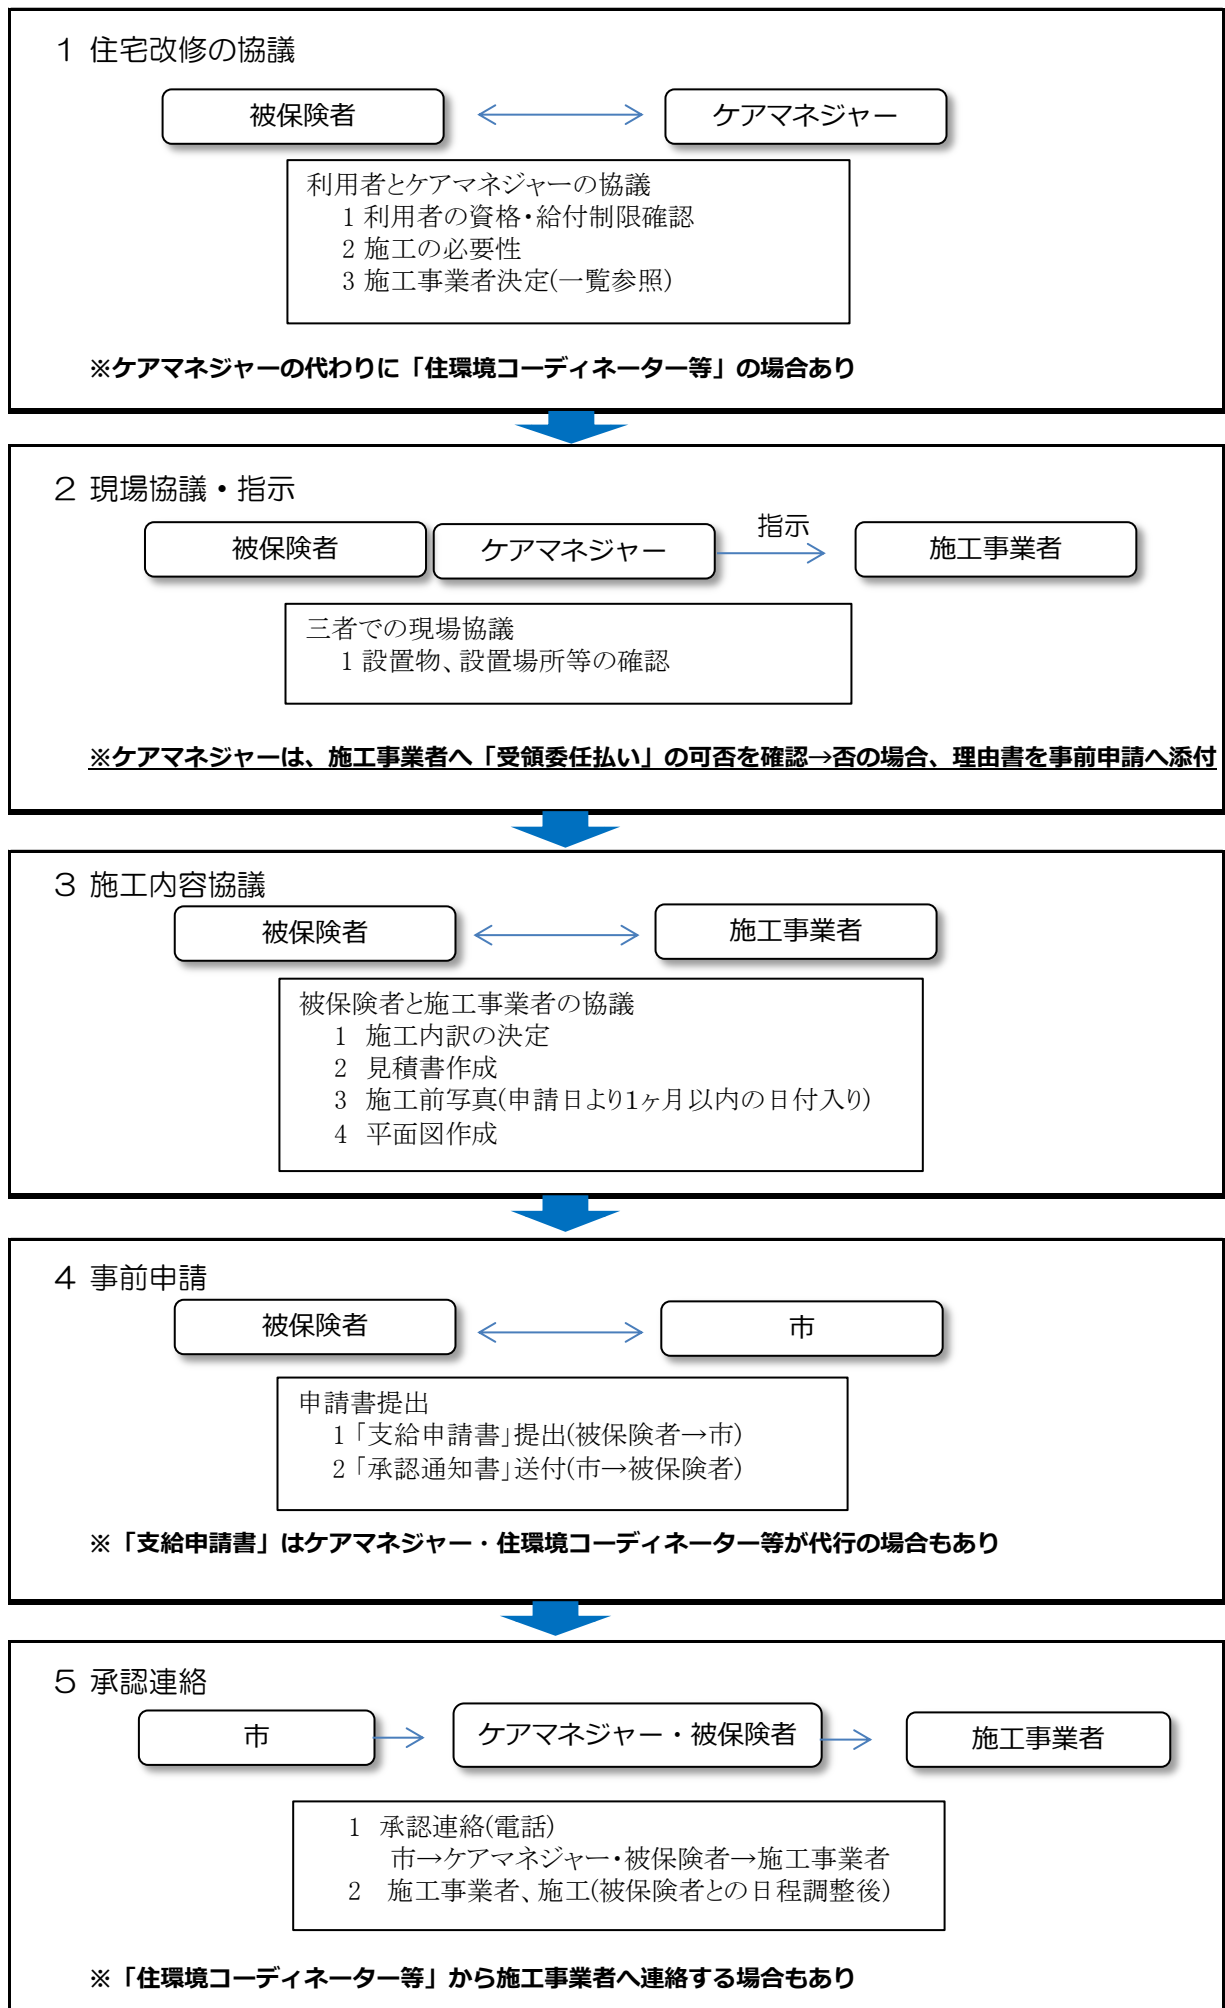 1 住宅改修の協議
被保険者 ケアマネジャー
利用者とケアマネジャーの協議
1 利用者の資格・給付制限確認
2 施工の必要性
3 施工事業者決定(一覧参照)
※ケアマネジャーの代わりに「住環境コーディネーター等」の場合あり
2 現場協議・指示
被保険者 ケアマネジャー 指示 施工事業者
三者での現場協議
1 設置物、設置場所等の確認
※ケアマネジャーは、施工事業者へ「受領委任払い」の可否を確認→否の場合、理由書を事前申請へ添付
3 施工内容協議
被保険者 施工事業者
被保険者と施工事業者の協議
1 施工内訳の決定
2 見積書作成
3 施工前写真(申請日より1ヶ月以内の日付入り)
4 平面図作成
4 事前申請
被保険者 市
申請書提出
1「支給申請書」提出(被保険者→市)
2「承認通知書」送付(市→被保険者)
※「支給申請書」はケアマネジャー・住環境コーディネーター等が代行の場合もあり
5 承認連絡
市 ケアマネジャー・被保険者 施工事業者
1 承認連絡(電話)
市→ケアマネジャー・被保険者→施工事業者
2 施工事業者、施工(被保険者との日程調整後)
※「住環境コーディネーター等」から施工事業者へ連絡する場合もあり